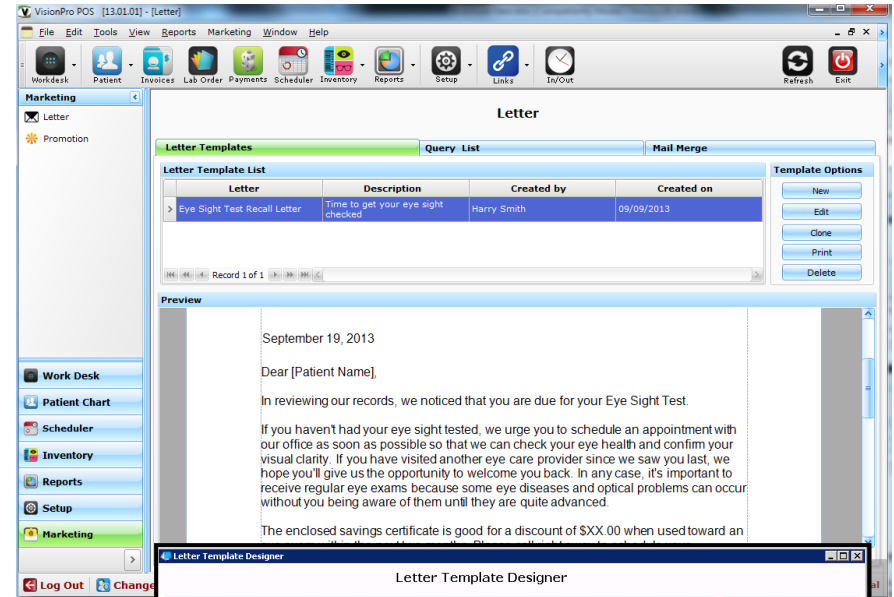 VisionPro POS [13.01.01] - [Letter]
File Edit Tools View Reports Marketing Window Help
Workdesk Patient Invoices Lab Order Payments Scheduler Inventory Reports Setup Links In/Out Refresh Exit
Marketing
Letter
Promotion
Letter
Letter Templates Query List Mail Merge
Letter Template List
Letter Description Created by Created on
Eye Sight Test Recall Letter Time to get your eye sight checked Harry Smith 09/09/2013
Record 1 of 1
Template Options
New
Edit
Clone
Print
Delete
Preview
September 19, 2013
Dear [Patient Name],
In reviewing our records, we noticed that you are due for your Eye Sight Test.
If you haven't had your eye sight tested, we urge you to schedule an appointment with
our office as soon as possible so that we can check your eye health and confirm your
visual clarity. If you have visited another eye care provider since we saw you last, we
hope you'll give us the opportunity to welcome you back. In any case, it's important to
receive regular eye exams because some eye diseases and optical problems can occur
without you being aware of them until they are quite advanced.
The enclosed savings certificate is good for a discount of $XX.00 when used toward an
Work Desk
Patient Chart
Scheduler
Inventory
Reports
Setup
Marketing
Log Out Change
Letter Template Designer
Letter Template Designer